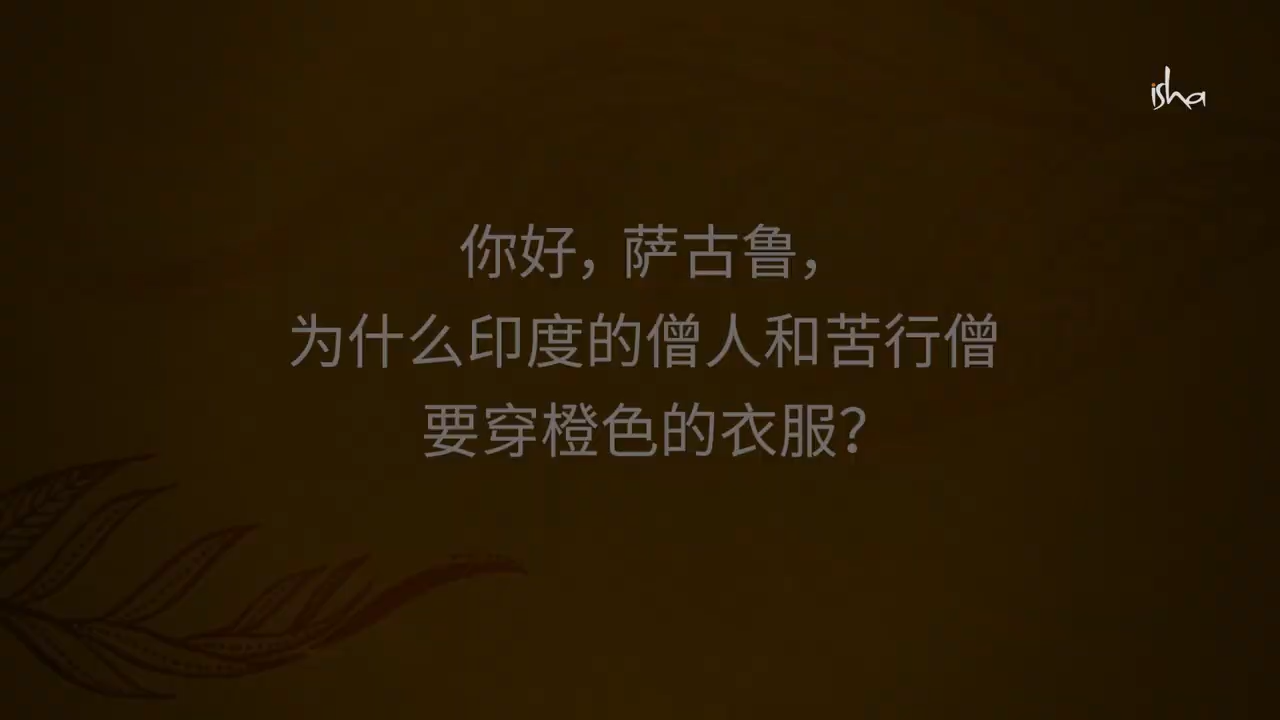 isha
你好，萨古鲁，
为什么印度的僧人和苦行僧
要穿橙色的衣服？